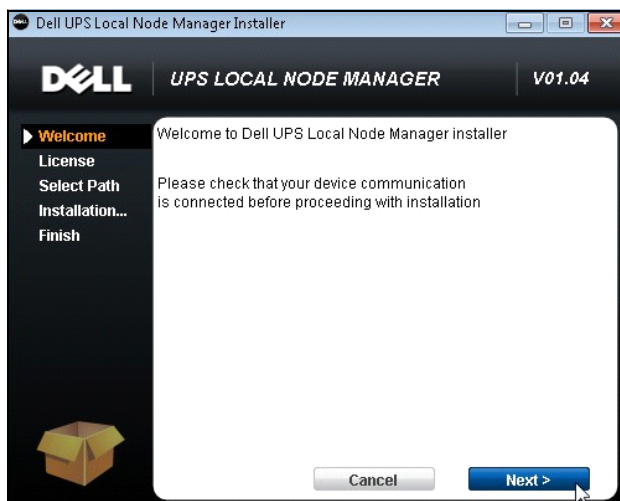 Dell UPS Local Node Manager Installer
DELL
UPS LOCAL NODE MANAGER
V01.04
Welcome
License
Select Path
Installation...
Finish
Welcome to Dell UPS Local Node Manager installer
Please check that your device communication
is connected before proceeding with installation
Cancel
Next >